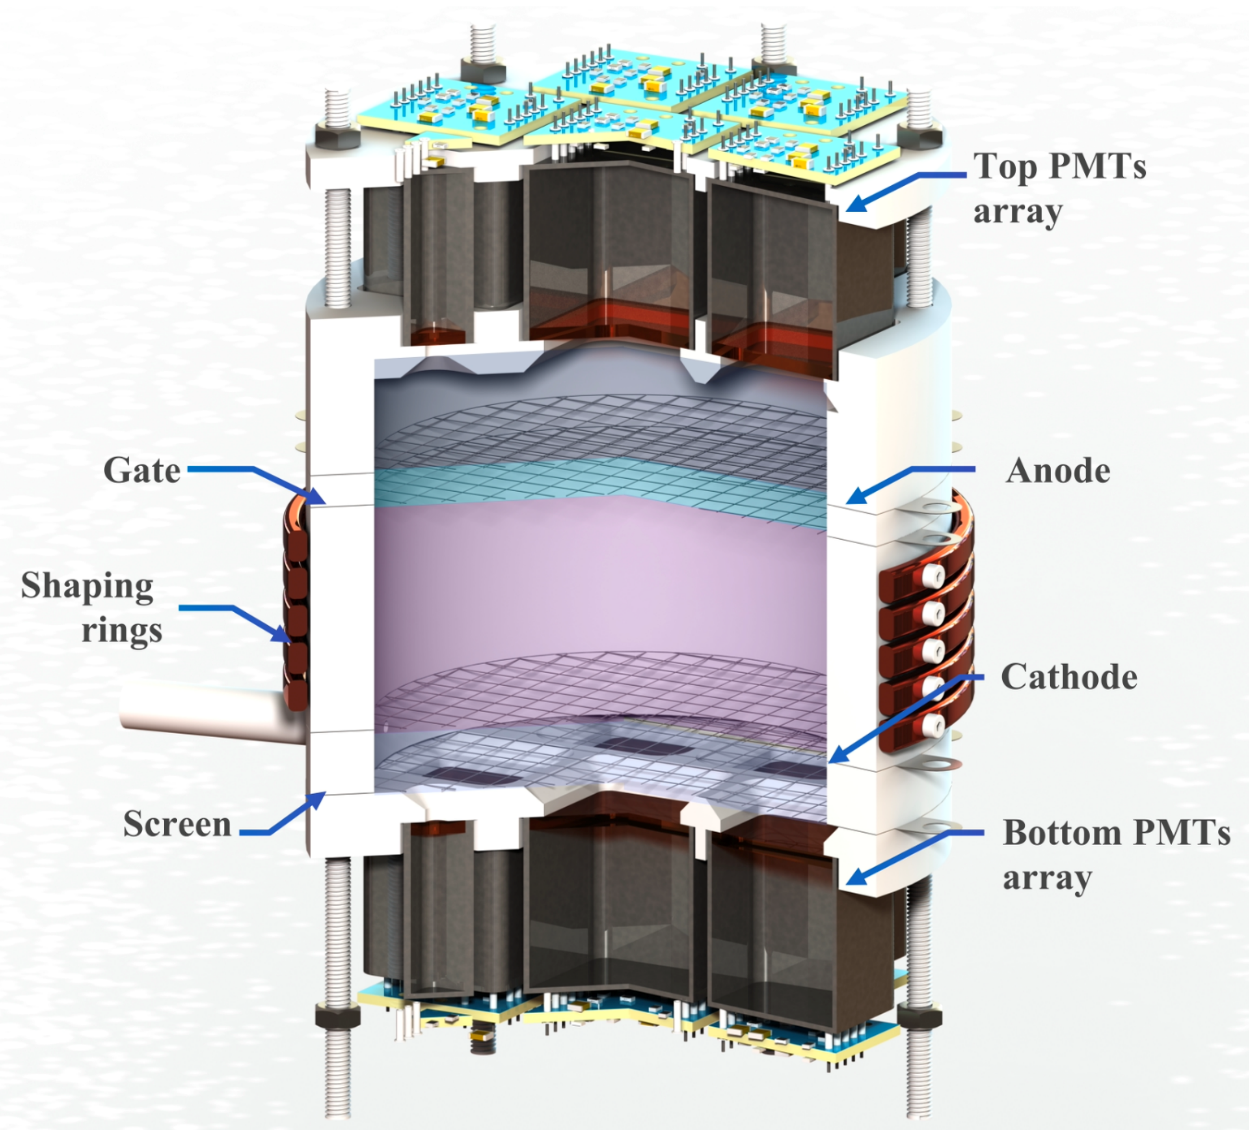 Top PMTs
array
Gate
Anode
Shaping
rings
Cathode
Screen
Bottom PMTs
array